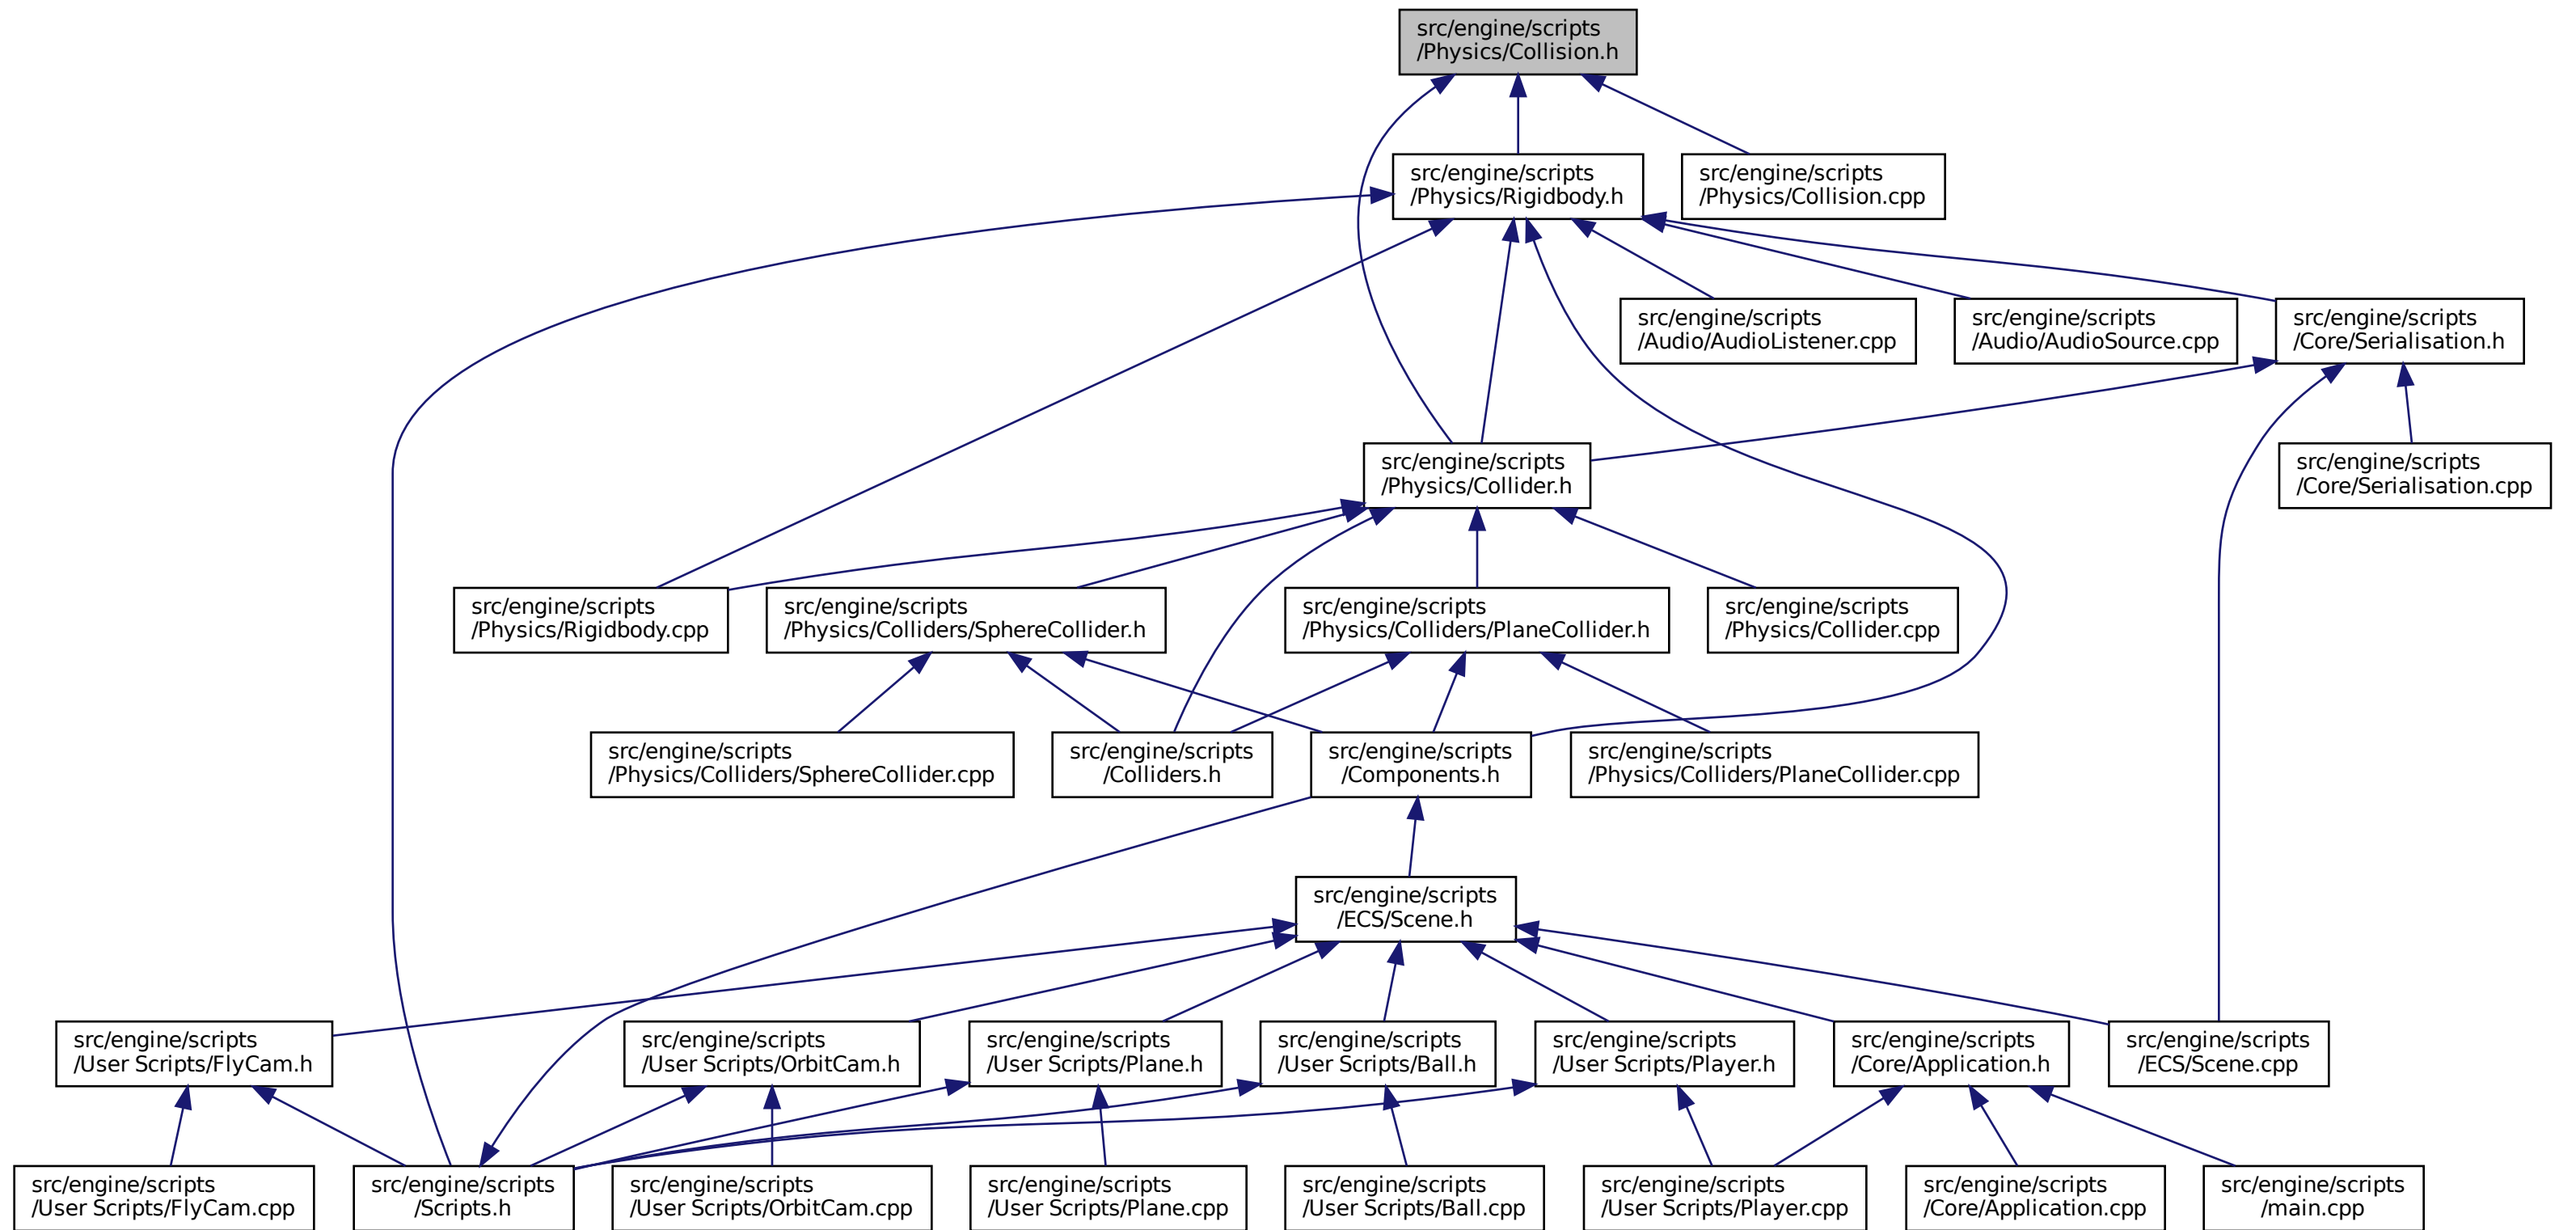 src/engine/scripts
/Physics/Collision.h
src/engine/scripts
/Physics/Rigidbody.h
src/engine/scripts
/Physics/Collision.cpp
src/engine/scripts
/Audio/AudioListener.cpp
src/engine/scripts
/Audio/AudioSource.cpp
src/engine/scripts
/Core/Serialisation.h
src/engine/scripts
/Physics/Collider.h
src/engine/scripts
/Core/Serialisation.cpp
src/engine/scripts
/Physics/Rigidbody.cpp
src/engine/scripts
/Physics/Colliders/SphereCollider.h
src/engine/scripts
/Physics/Colliders/PlaneCollider.h
src/engine/scripts
/Physics/Collider.cpp
src/engine/scripts
/Physics/Colliders/SphereCollider.cpp
src/engine/scripts
/Colliders.h
src/engine/scripts
/Components.h
src/engine/scripts
/Physics/Colliders/PlaneCollider.cpp
src/engine/scripts
/ECS/Scene.h
src/engine/scripts
/User Scripts/FlyCam.h
src/engine/scripts
/User Scripts/OrbitCam.h
src/engine/scripts
/User Scripts/Plane.h
src/engine/scripts
/User Scripts/Ball.h
src/engine/scripts
/User Scripts/Player.h
src/engine/scripts
/Core/Application.h
src/engine/scripts
/ECS/Scene.cpp
src/engine/scripts
/User Scripts/FlyCam.cpp
src/engine/scripts
/Scripts.h
src/engine/scripts
/User Scripts/OrbitCam.cpp
src/engine/scripts
/User Scripts/Plane.cpp
src/engine/scripts
/User Scripts/Ball.cpp
src/engine/scripts
/User Scripts/Player.cpp
src/engine/scripts
/Core/Application.cpp
src/engine/scripts
/main.cpp